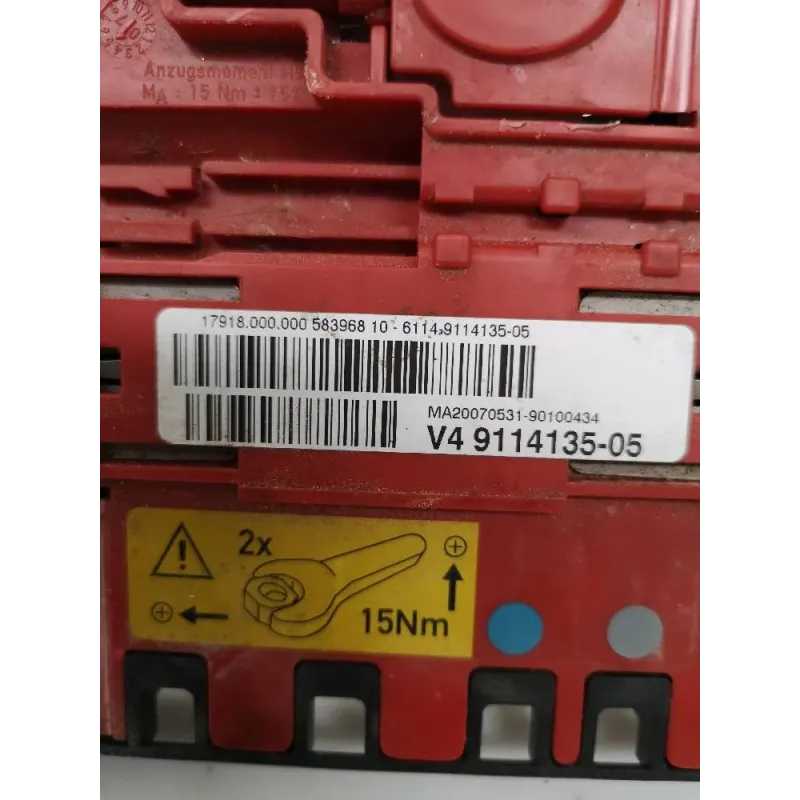 Anzugsmoment
MA = 15 Nm
17918.000.000 583968 10 - 6114 9114135-05
MA20070531-90100434
V4 9114135-05
2x
15Nm